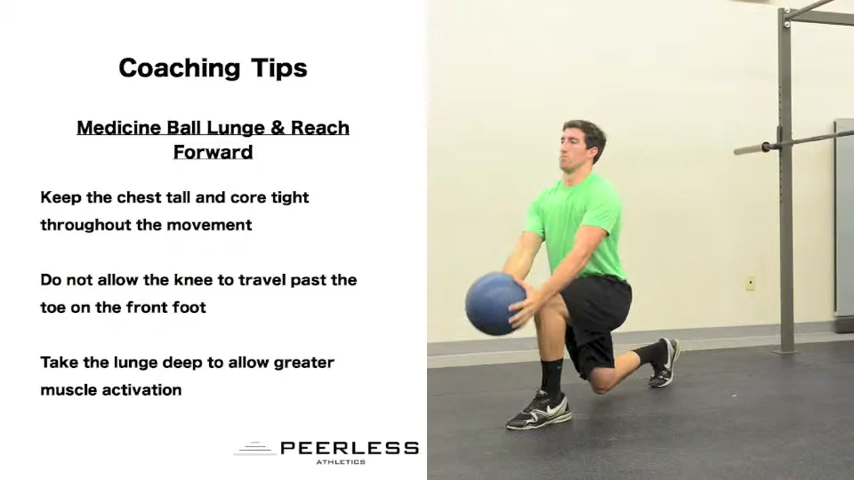 Coaching Tips
Medicine Ball Lunge & Reach
Forward
Keep the chest tall and core tight
throughout the movement
Do not allow the knee to travel past the
toe on the front foot
Take the lunge deep to allow greater
muscle activation
PEERLESS
ATHLETICS